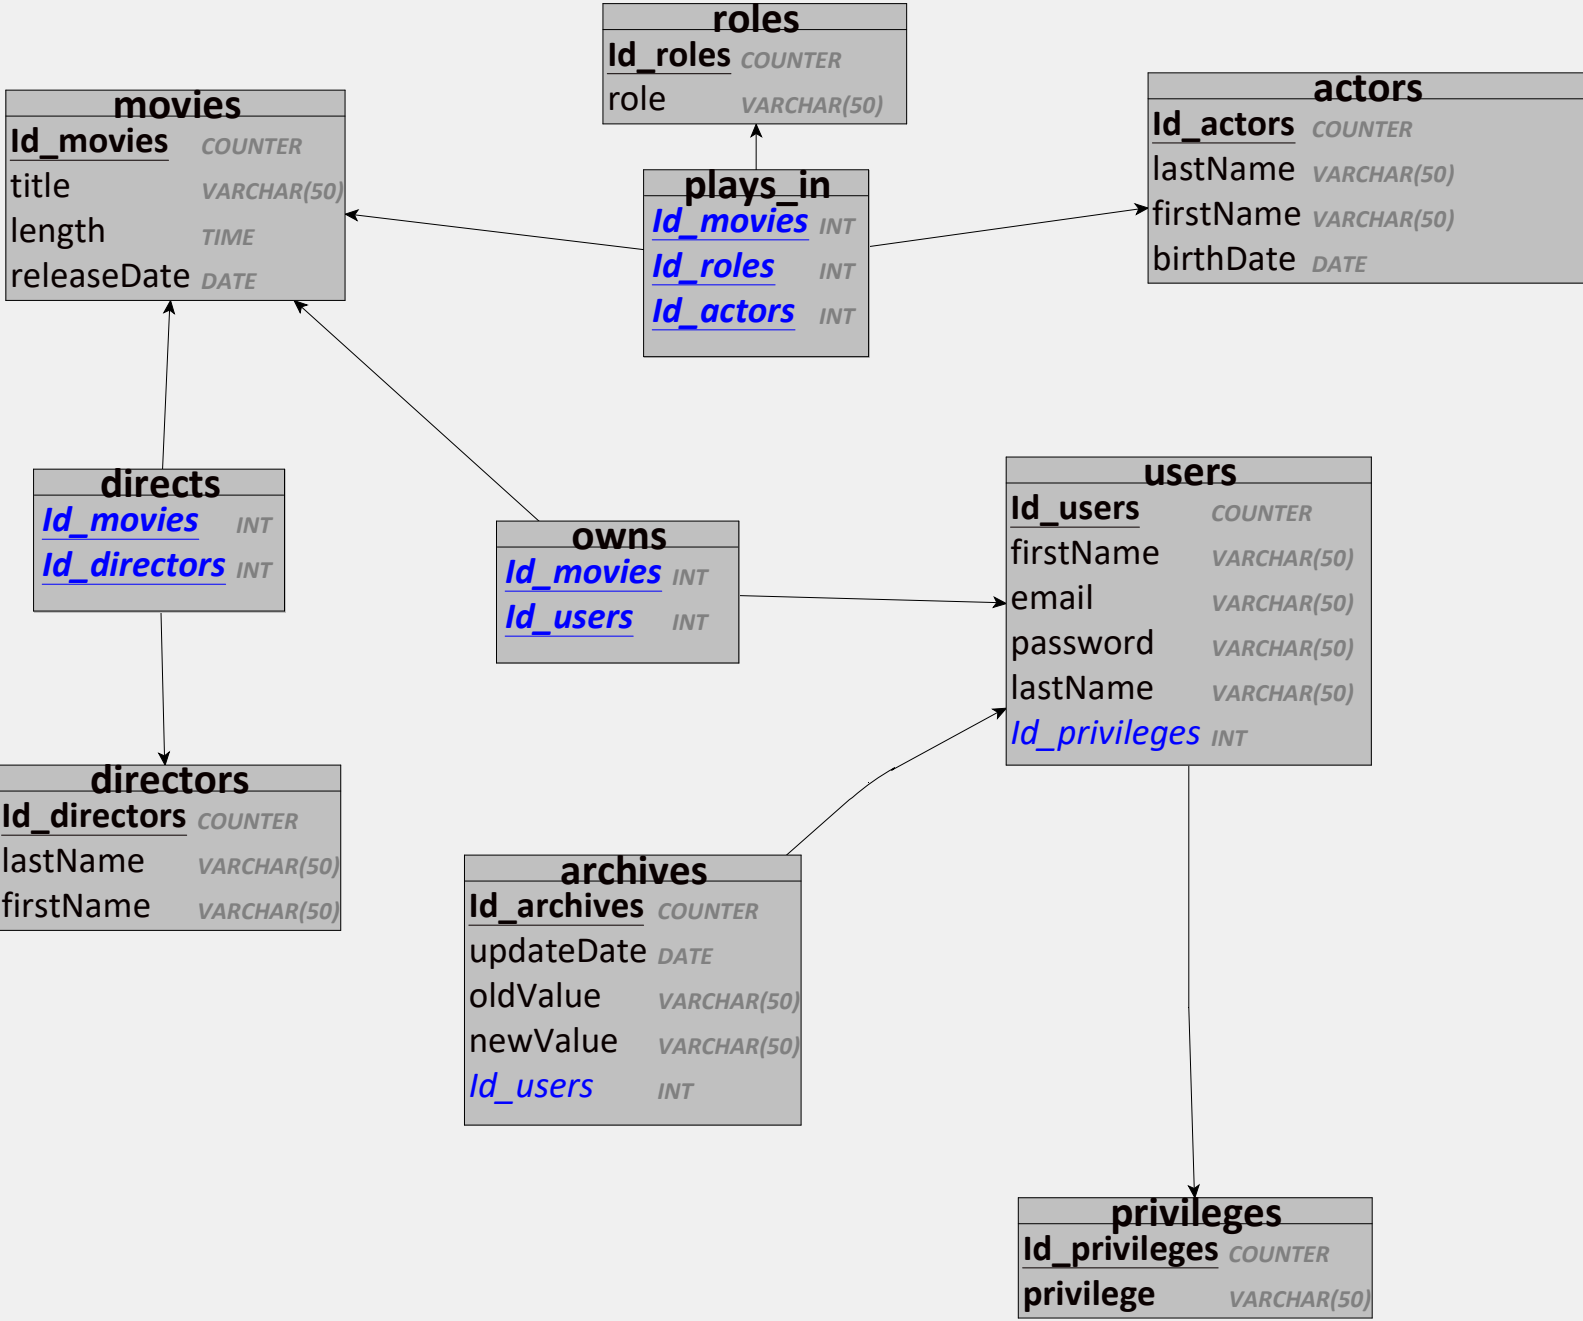 roles
Id_roles COUNTER
role VARCHAR(50)
movies
Id_movies COUNTER
title VARCHAR(50)
length TIME
releaseDate DATE
actors
Id_actors COUNTER
lastName VARCHAR(50)
firstName VARCHAR(50)
birthDate DATE
plays_in
Id_movies INT
Id_roles INT
Id_actors INT
directs
Id_movies INT
Id_directors INT
owns
Id_movies INT
Id_users INT
users
Id_users COUNTER
firstName VARCHAR(50)
email VARCHAR(50)
password VARCHAR(50)
lastName VARCHAR(50)
Id_privileges INT
directors
Id_directors COUNTER
lastName VARCHAR(50)
firstName VARCHAR(50)
archives
Id_archives COUNTER
updateDate DATE
oldValue VARCHAR(50)
newValue VARCHAR(50)
Id_users INT
privileges
Id_privileges COUNTER
privilege VARCHAR(50)